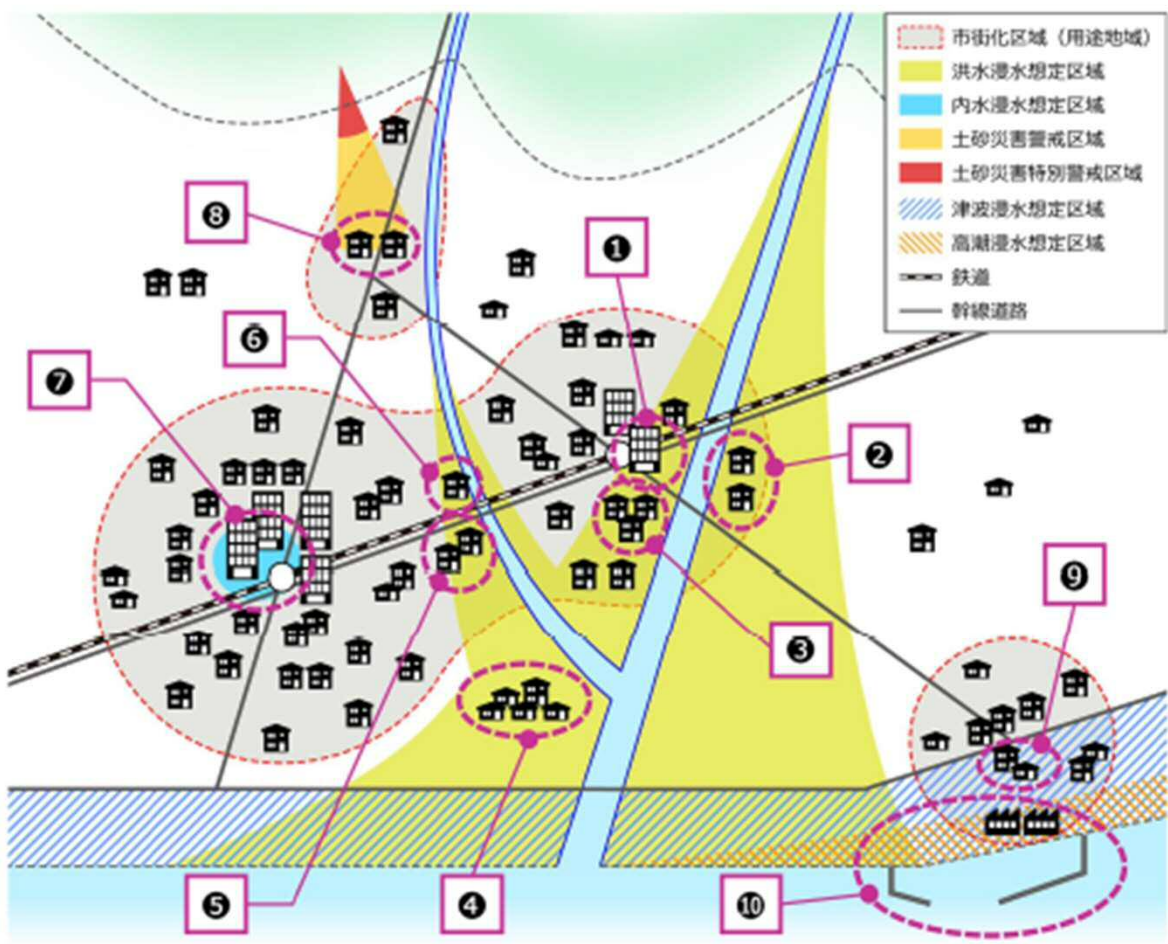 市街化区域（用途地域）
洪水浸水想定区域
内水浸水想定区域
土砂災害警戒区域
土砂災害特別警戒区域
津波浸水想定区域
高潮浸水想定区域
鉄道
幹線道路
❽
❶
❻
❼
❷
❾
❸
❺
❹
❿